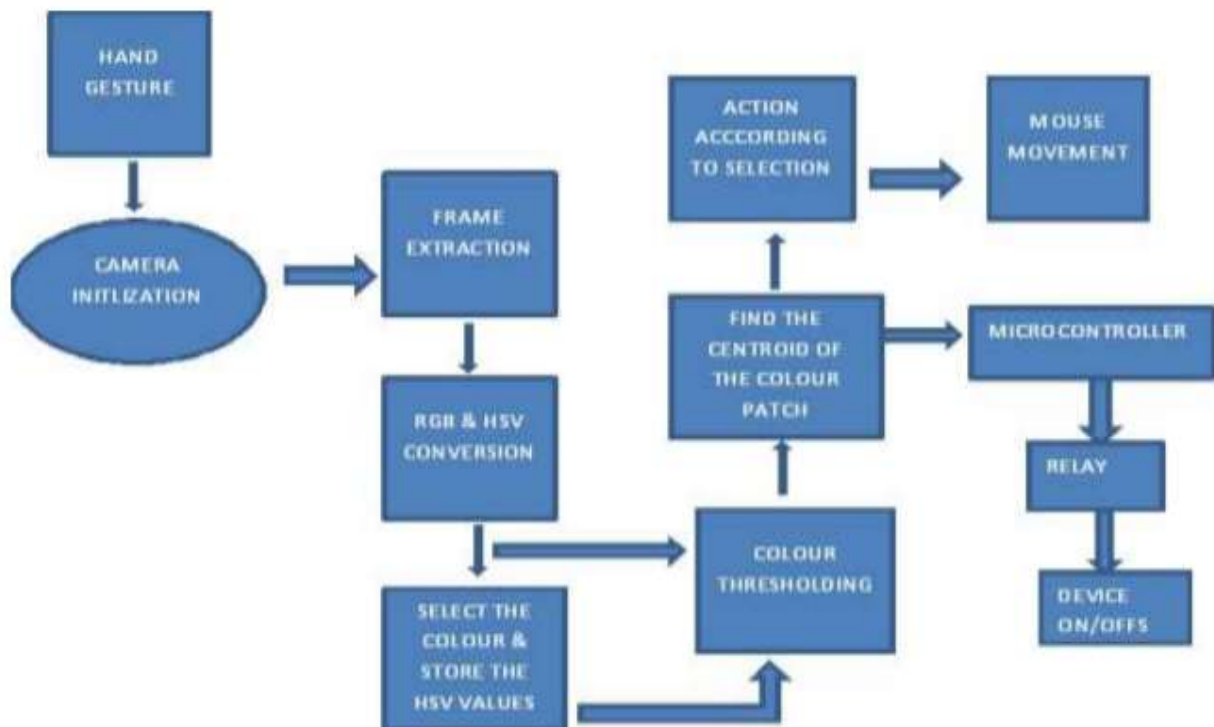 HAND
GESTURE
CAMERA
INITLIZATION
FRAME
EXTRACTION
RGB & HSV
CONVERSION
SELECT THE
COLOUR &
STORE THE
HSV VALUES
COLOUR
THRESHOLDING
FIND THE
CENTROID OF
THE COLOUR
PATCH
ACTION
ACCCORDING
TO SELECTION
MOUSE
MOVEMENT
MICROCONTROLLER
RELAY
DEVICE
ON/OFFS